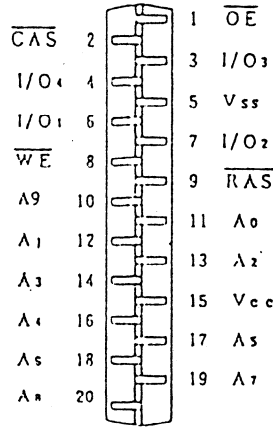 1 OE
CAS 2
3 I/O3
I/O4 4
5 Vss
I/O1 6
7 I/O2
WE 8
9 RAS
A9 10
11 A0
A1 12
13 A2
A3 14
15 Vcc
A4 16
17 A5
18
19 A7
A8 20